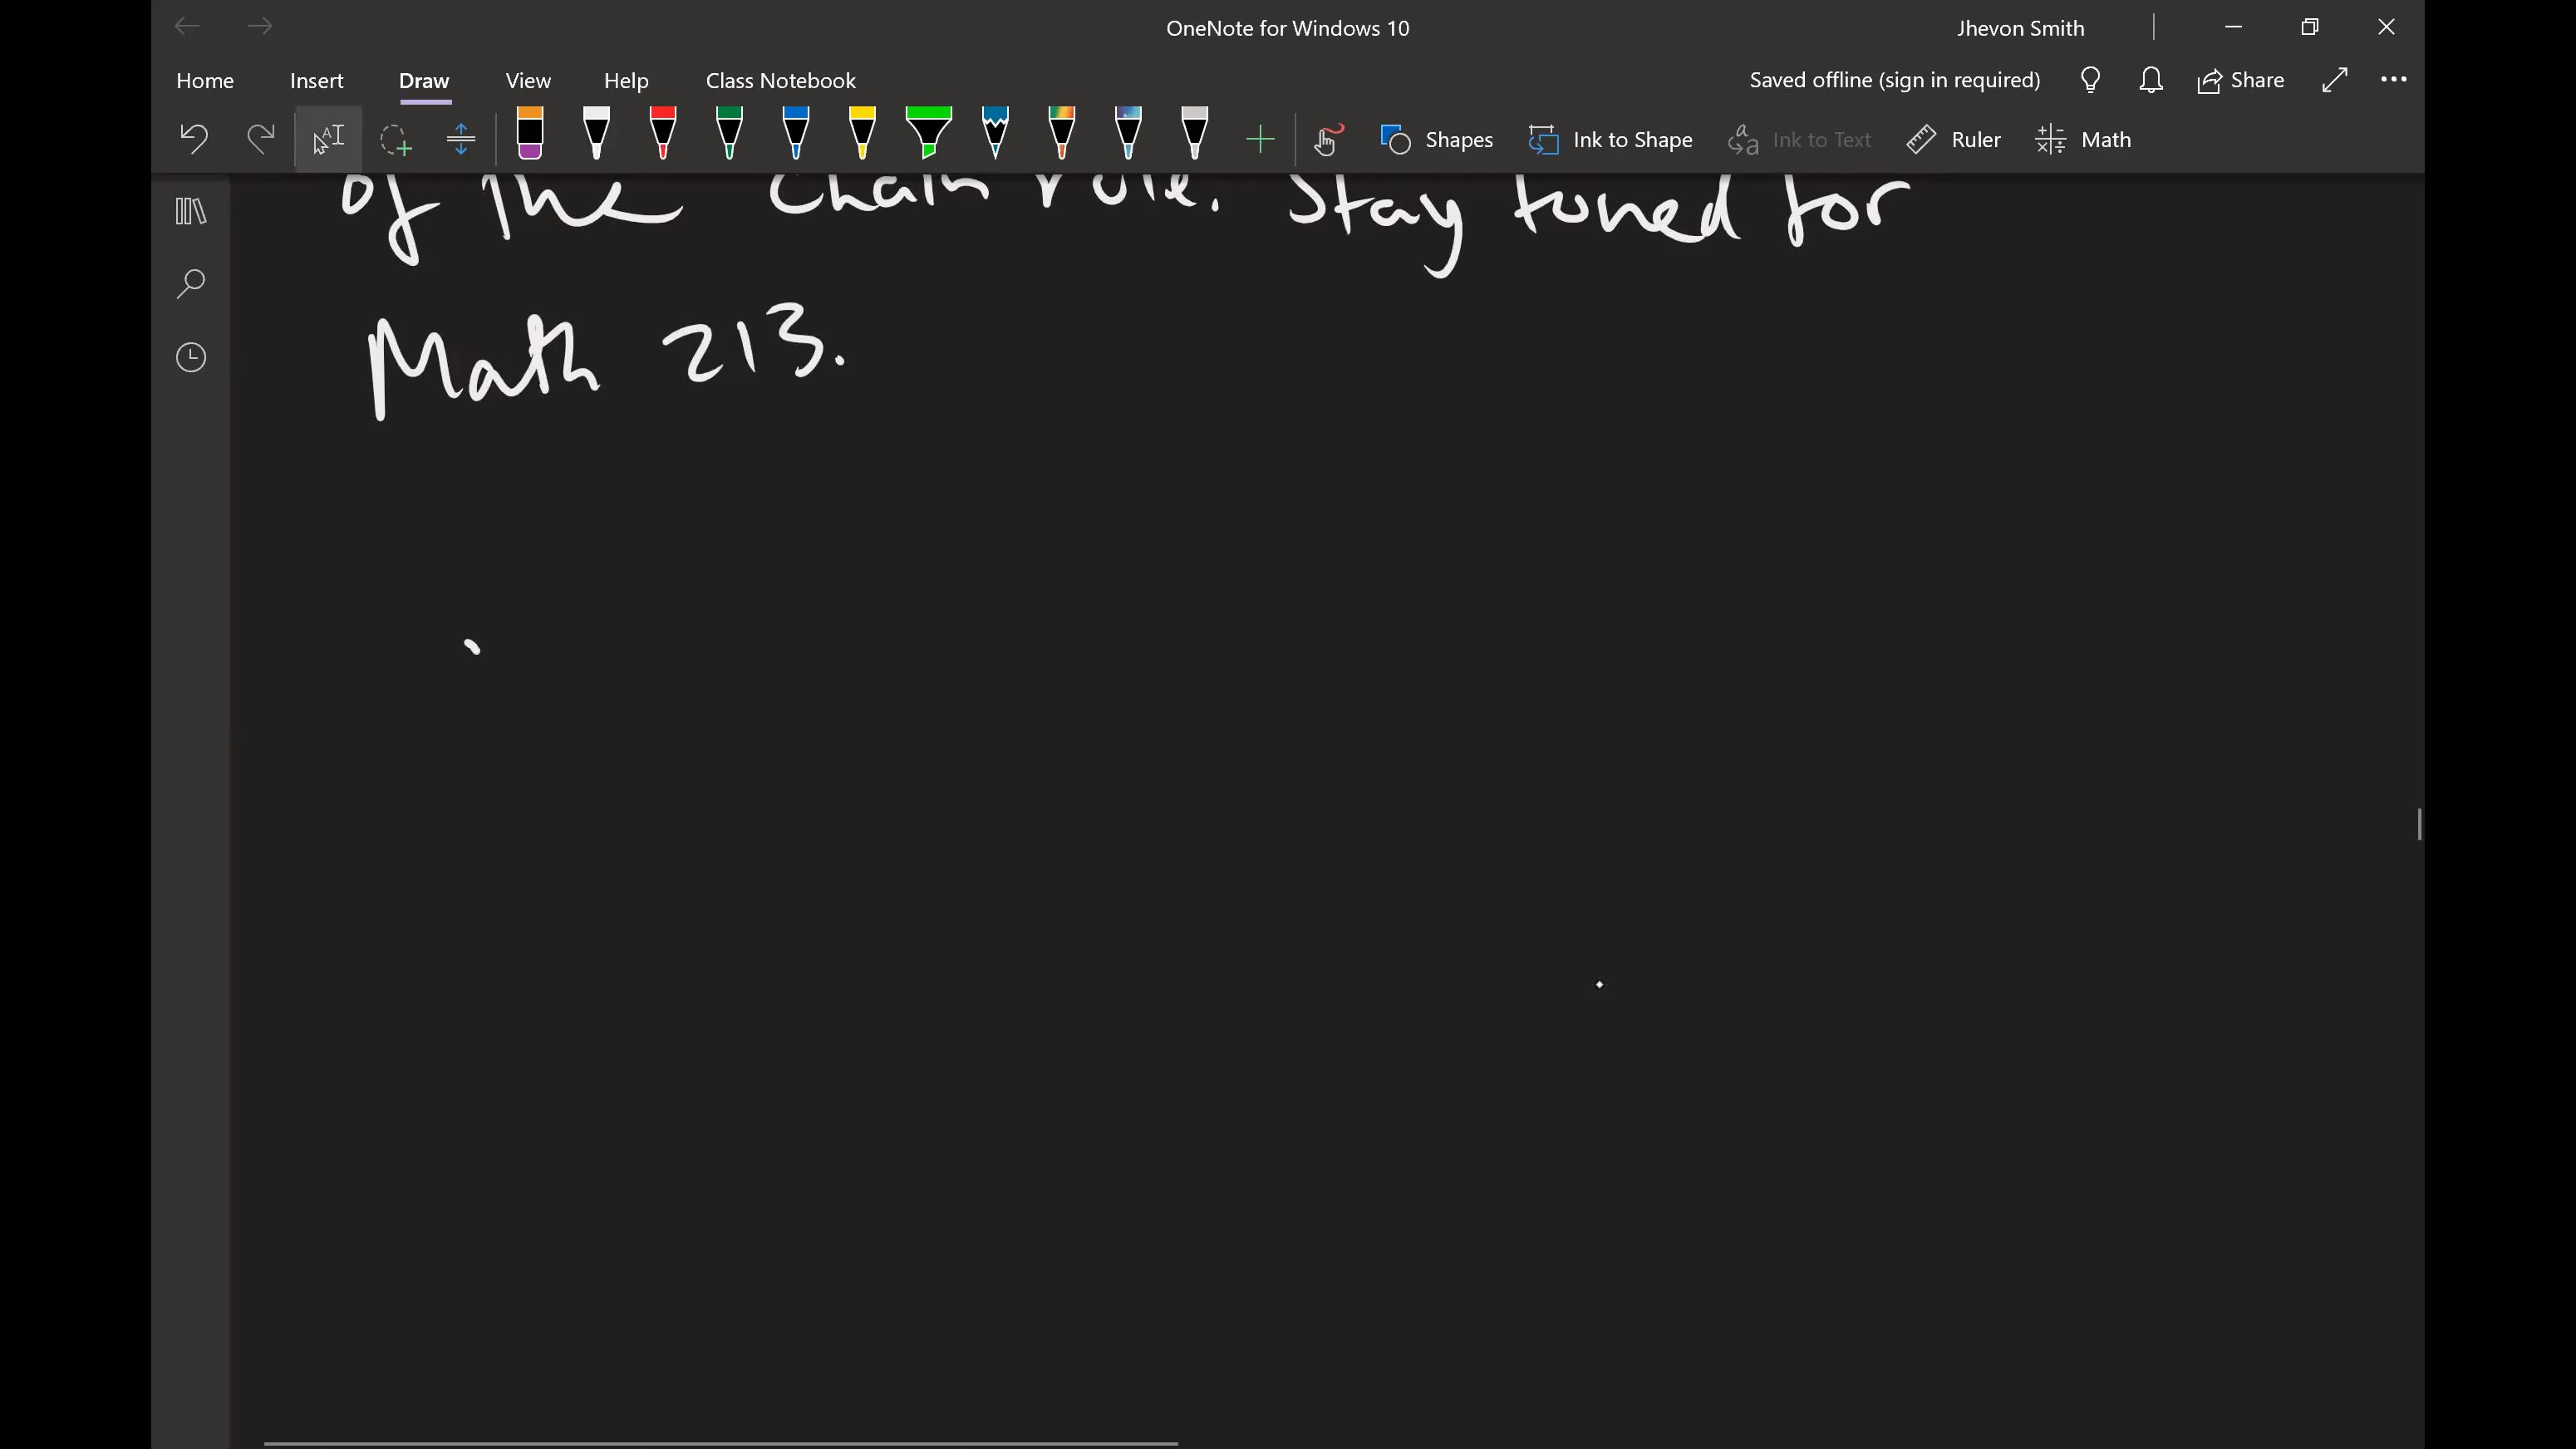 OneNote for Windows 10
Jhevon Smith
Home Insert Draw View Help Class Notebook
Saved offline (sign in required) Share
Shapes Ink to Shape Ink to Text Ruler Math
of the chain rule. Stay tuned for
Math 213.